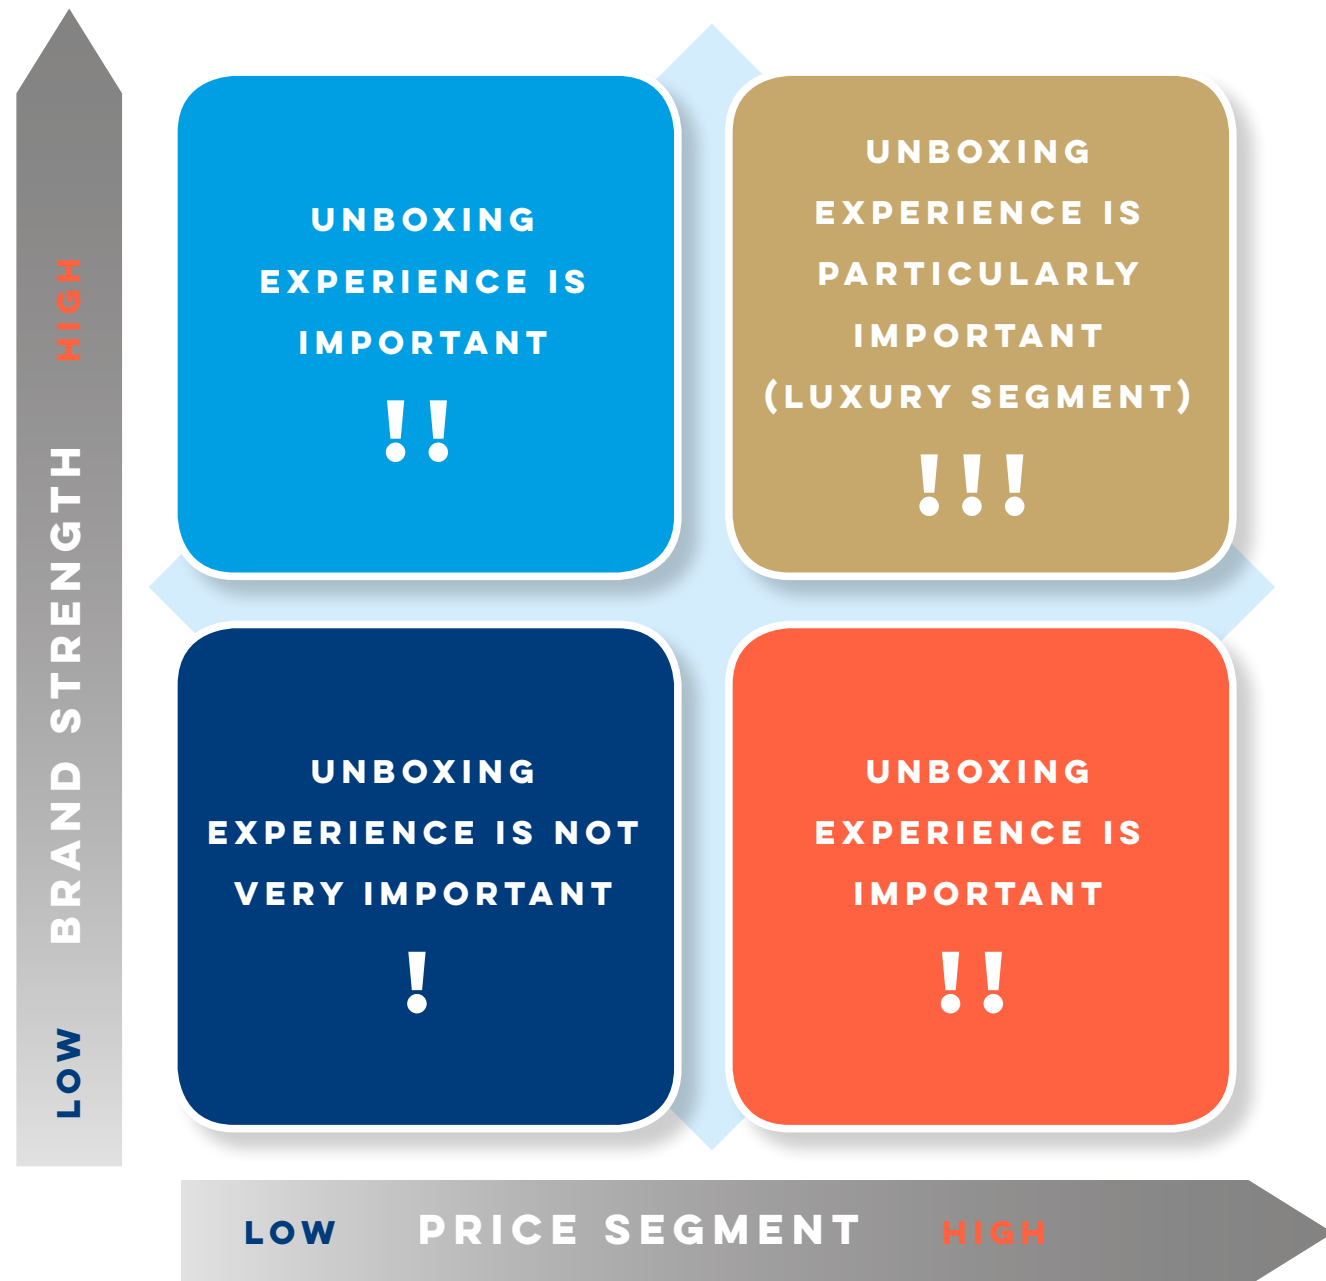 UNBOXING
EXPERIENCE IS
IMPORTANT
!!
UNBOXING
EXPERIENCE IS
PARTICULARLY
IMPORTANT
(LUXURY SEGMENT)
!!!
UNBOXING
EXPERIENCE IS NOT
VERY IMPORTANT
!
UNBOXING
EXPERIENCE IS
IMPORTANT
!!
LOW BRAND STRENGTH HIGH
LOW PRICE SEGMENT HIGH